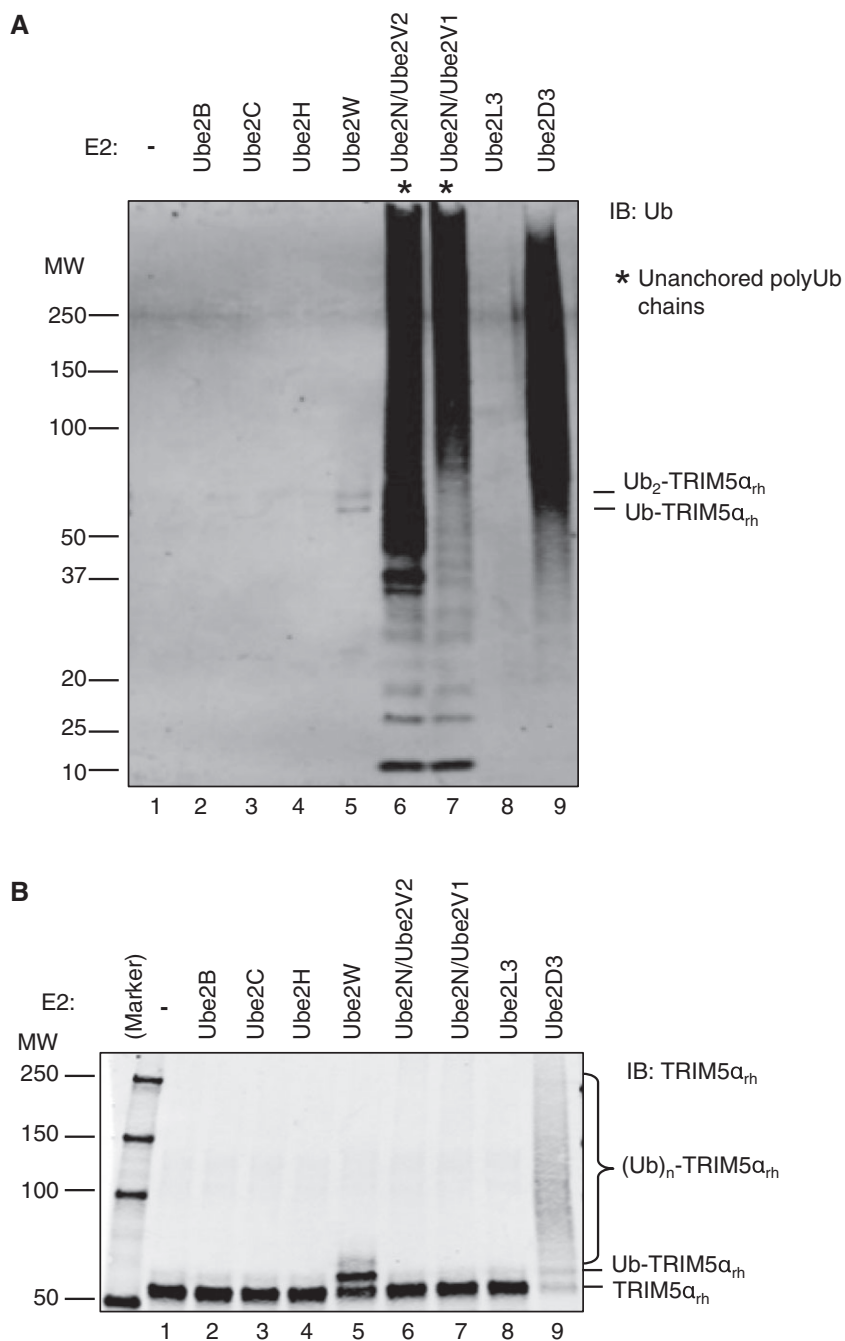 A
E2:
-
Ube2B
Ube2C
Ube2H
Ube2W
Ube2N/Ube2V2
Ube2N/Ube2V1
Ube2L3
Ube2D3
* *
IB: Ub
* Unanchored polyUb
chains
MW
250
150
100
50
37
20
25
10
Ub₂-TRIM5αrh
Ub-TRIM5αrh
1 2 3 4 5 6 7 8 9
B
E2:
(Marker)
-
Ube2B
Ube2C
Ube2H
Ube2W
Ube2N/Ube2V2
Ube2N/Ube2V1
Ube2L3
Ube2D3
MW
250
150
100
50
IB: TRIM5αrh
(Ub)n-TRIM5αrh
Ub-TRIM5αrh
TRIM5αrh
1 2 3 4 5 6 7 8 9